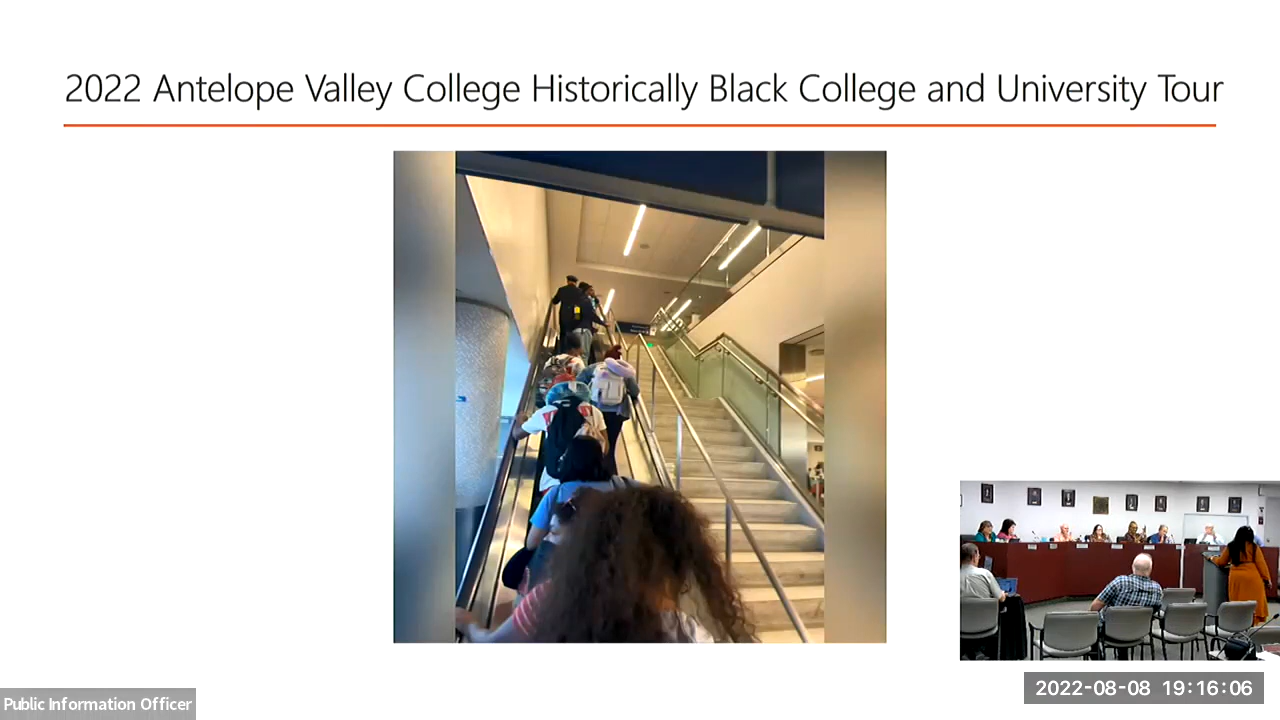 2022 Antelope Valley College Historically Black College and University Tour
2022-08-08 19:16:06
Public Information Officer